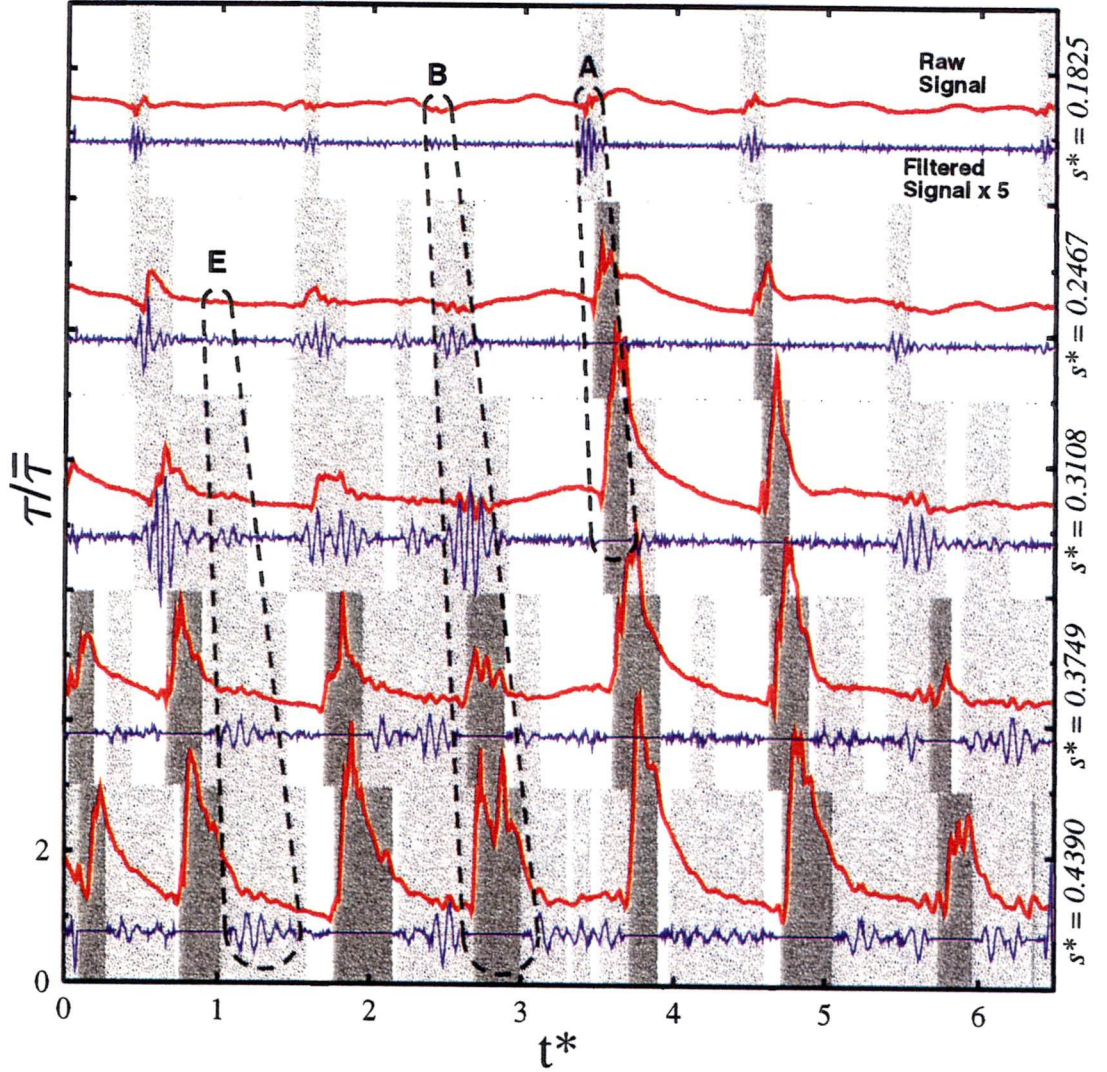 B
A
Raw
Signal
Filtered
Signal x 5
E
s* = 0.1825
s* = 0.2467
s* = 0.3108
s* = 0.3749
s* = 0.4390
τ/τ̿
2
0
0 1 2 3 4 5 6
t*